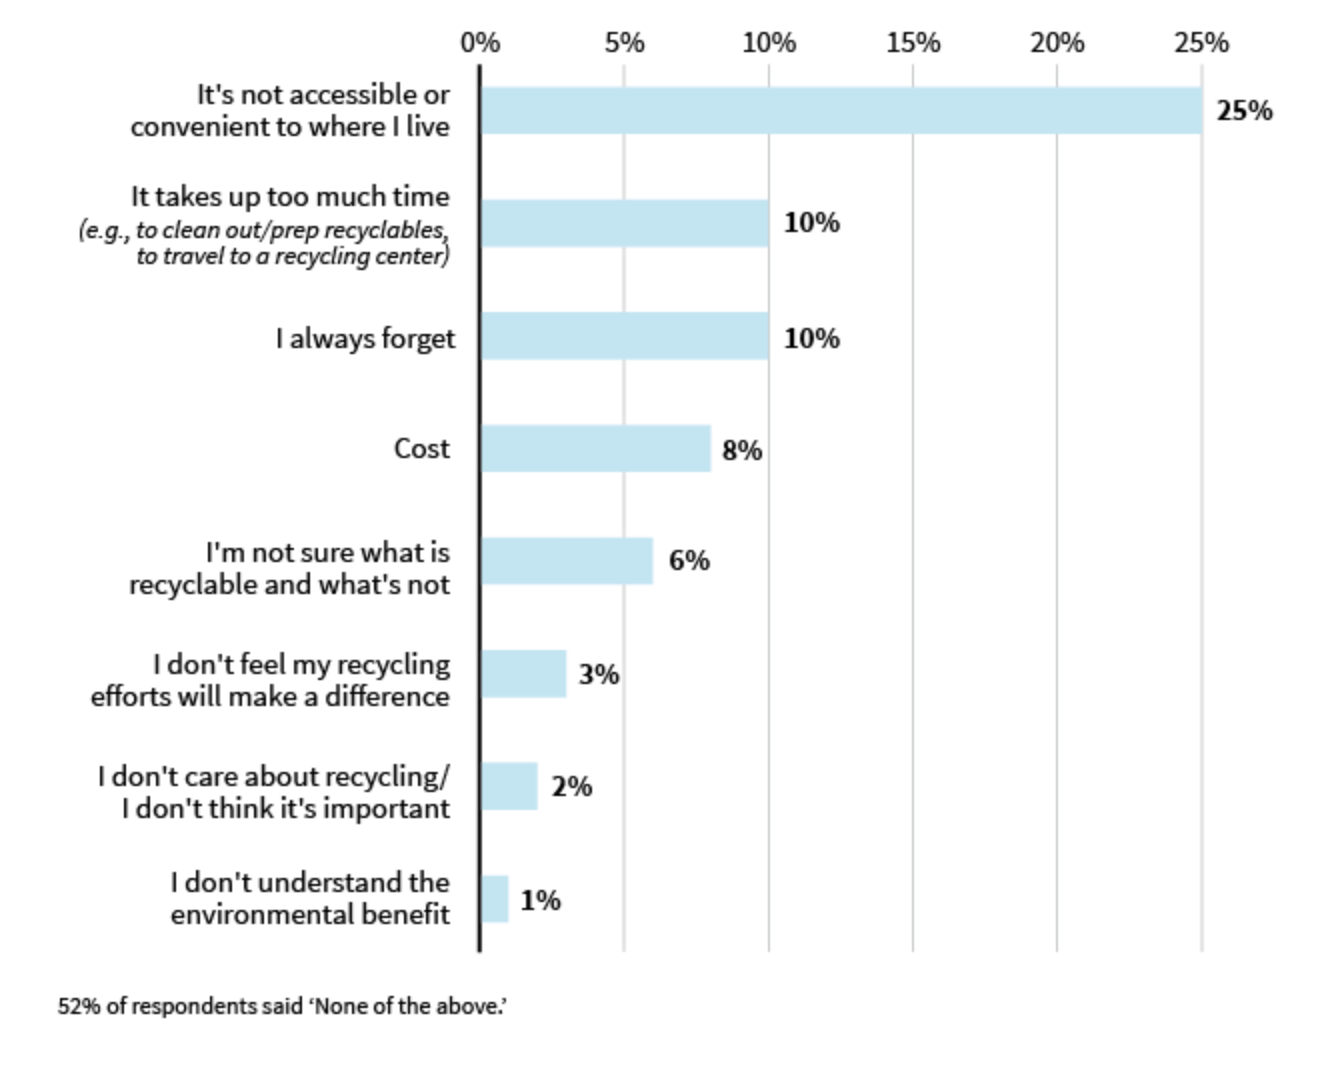 0% 5% 10% 15% 20% 25%
It's not accessible or
convenient to where I live
25%
It takes up too much time
(e.g., to clean out/prep recyclables,
to travel to a recycling center)
10%
I always forget
10%
Cost
8%
I'm not sure what is
recyclable and what's not
6%
I don't feel my recycling
efforts will make a difference
3%
I don't care about recycling/
I don't think it's important
2%
I don't understand the
environmental benefit
1%
52% of respondents said ‘None of the above.’